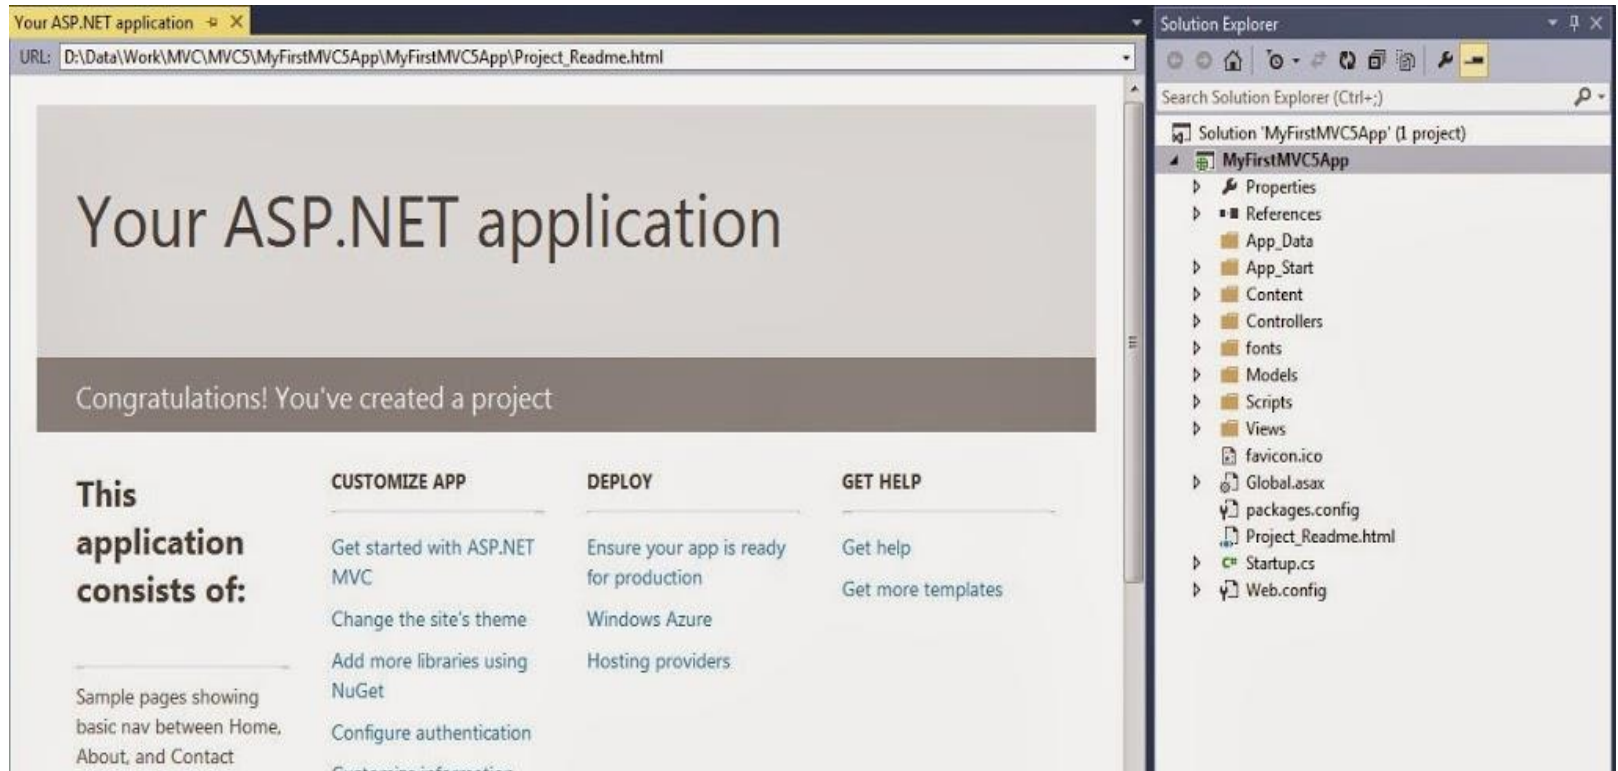 Your ASP.NET application
URL: D:\Data\Work\MVC\MVC5\MyFirstMVC5App\MyFirstMVC5App\Project_Readme.html
Your ASP.NET application
Congratulations! You've created a project
This
application
consists of:
Sample pages showing
basic nav between Home,
About, and Contact
CUSTOMIZE APP
Get started with ASP.NET
MVC
Change the site's theme
Add more libraries using
NuGet
Configure authentication
Customize information
DEPLOY
Ensure your app is ready
for production
Windows Azure
Hosting providers
GET HELP
Get help
Get more templates
Solution Explorer
Search Solution Explorer (Ctrl+;)
Solution 'MyFirstMVC5App' (1 project)
MyFirstMVC5App
Properties
References
App_Data
App_Start
Content
Controllers
fonts
Models
Scripts
Views
favicon.ico
Global.asax
packages.config
Project_Readme.html
Startup.cs
Web.config